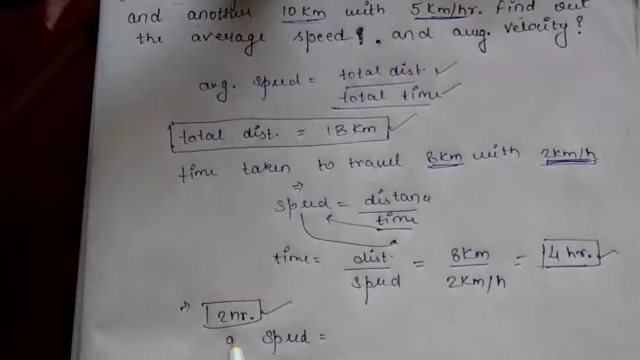 and another 10 Km with 5 Km/hr. Find out
the average speed?. and avg. velocity?
avg. speed = total dist. / total time
total dist. = 18 Km
time taken to travel 8Km with 2Km/h
⇒ speed = distance / time
time = dist. / speed = 8Km / 2Km/h = 4 hr.
⇒ 2hr.
a speed =